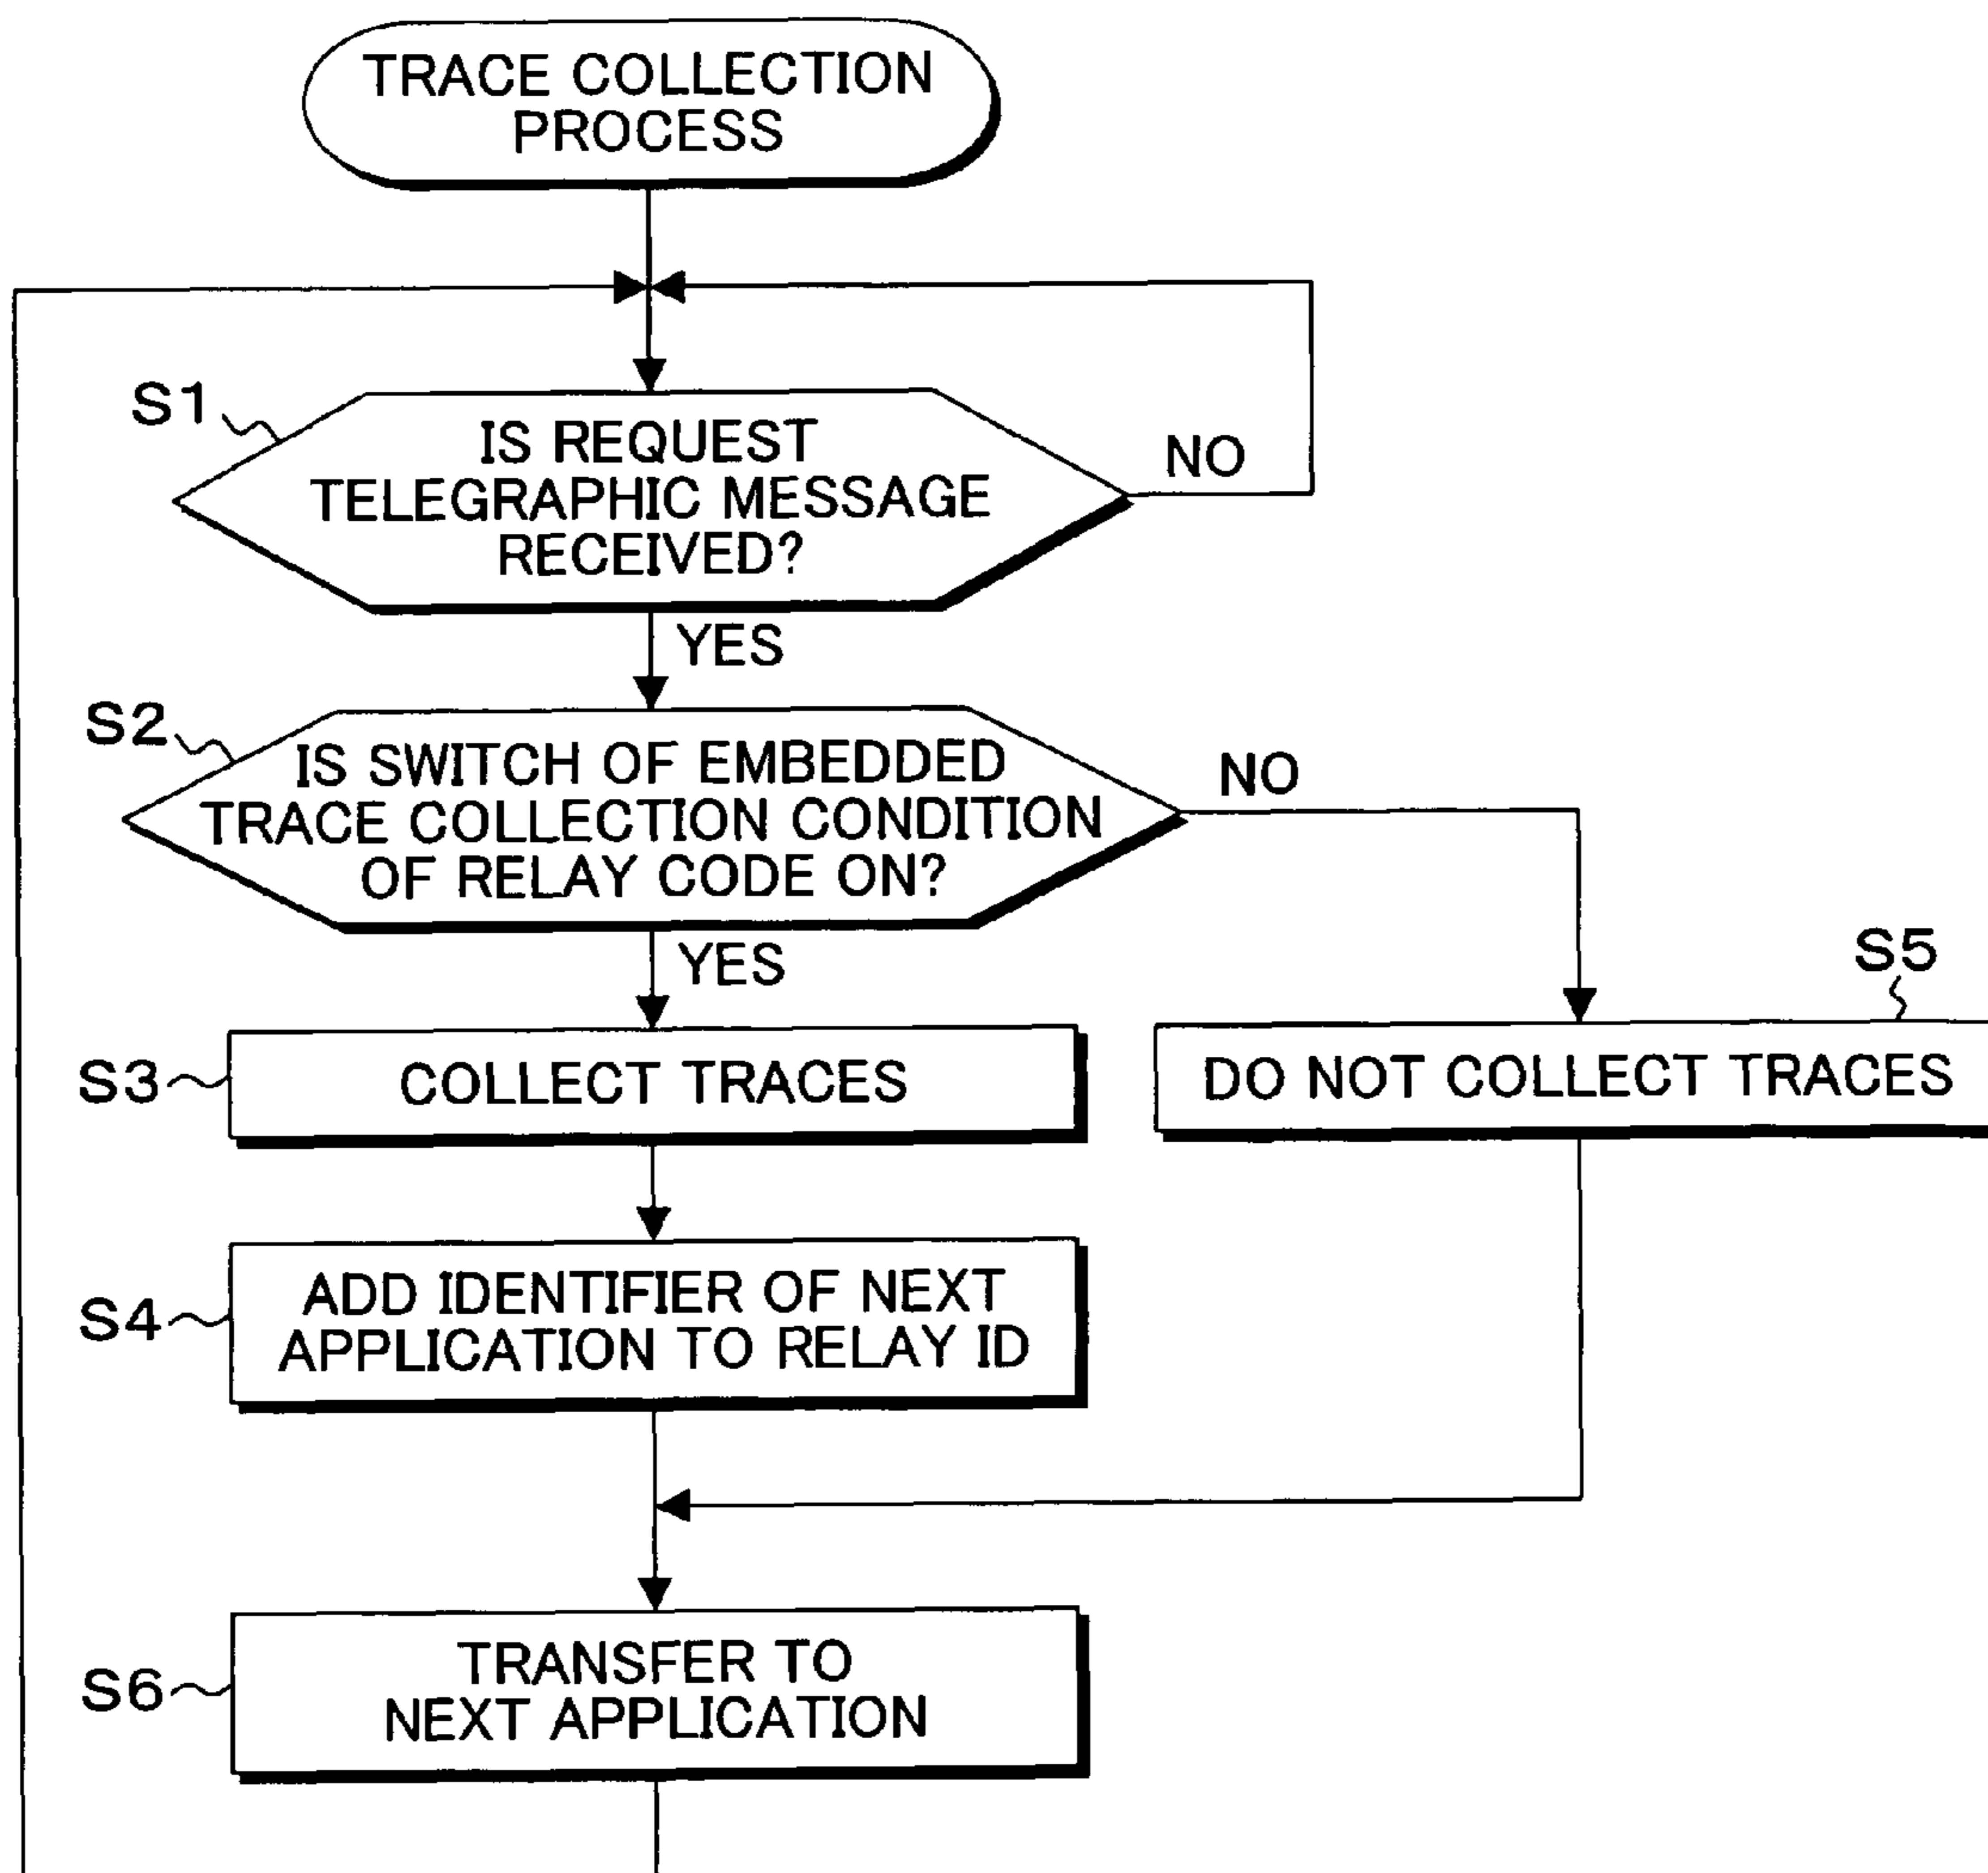 TRACE COLLECTION
PROCESS
S1
IS REQUEST
TELEGRAPHIC MESSAGE
RECEIVED?
NO
YES
S2
IS SWITCH OF EMBEDDED
TRACE COLLECTION CONDITION
OF RELAY CODE ON?
NO
YES
S3
COLLECT TRACES
S5
DO NOT COLLECT TRACES
S4
ADD IDENTIFIER OF NEXT
APPLICATION TO RELAY ID
S6
TRANSFER TO
NEXT APPLICATION